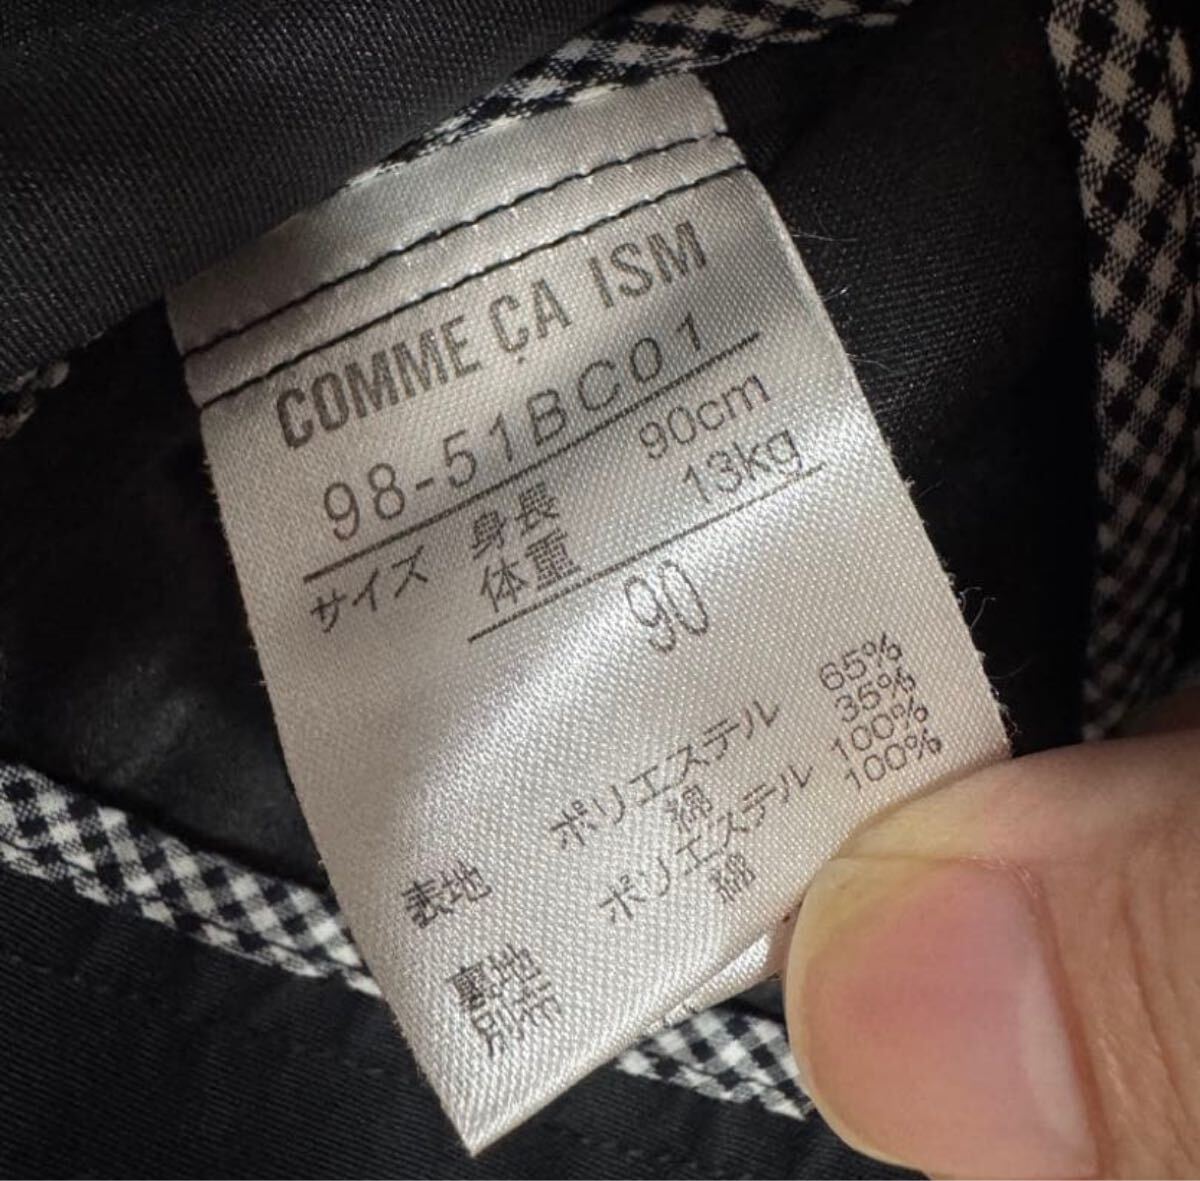 COMME ÇA ISM
98-51BC01
サイズ 身長 90cm
体重 13kg
90
表地 ポリエステル 65%
綿 35%
裏地 ポリエステル 100%
別布 綿 100%